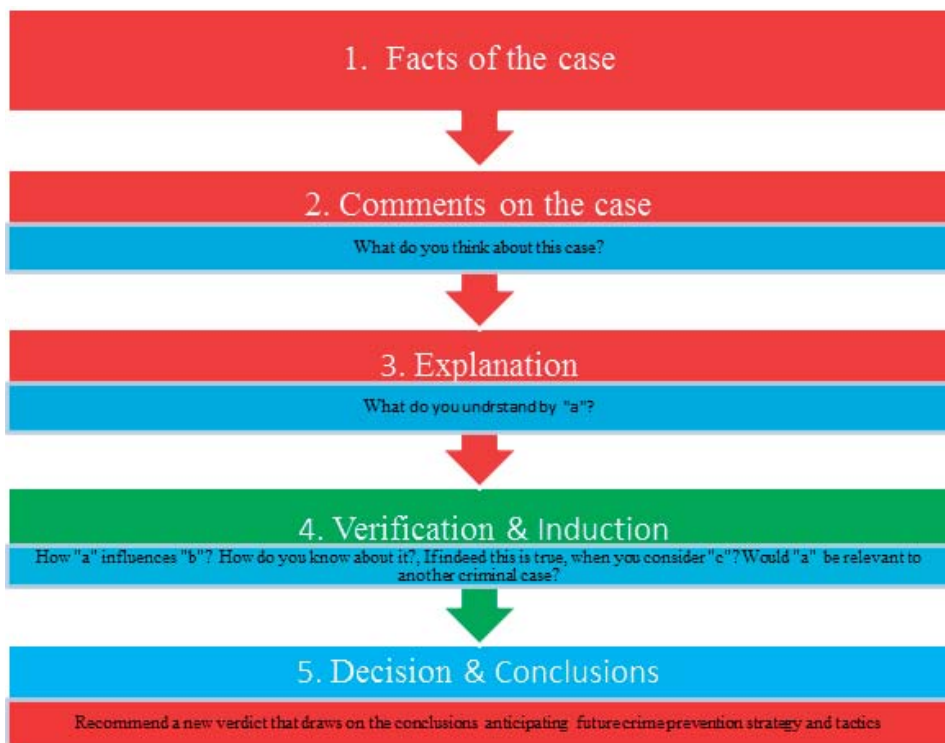 1. Facts of the case
2. Comments on the case
What do you think about this case?
3. Explanation
What do you undrstand by "a"?
4. Verification & Induction
How "a" influences "b"? How do you know about it?, If indeed this is true, when you consider "c"? Would "a" be relevant to
another criminal case?
5. Decision & Conclusions
Recommend a new verdict that draws on the conclusions anticipating future crime prevention strategy and tactics